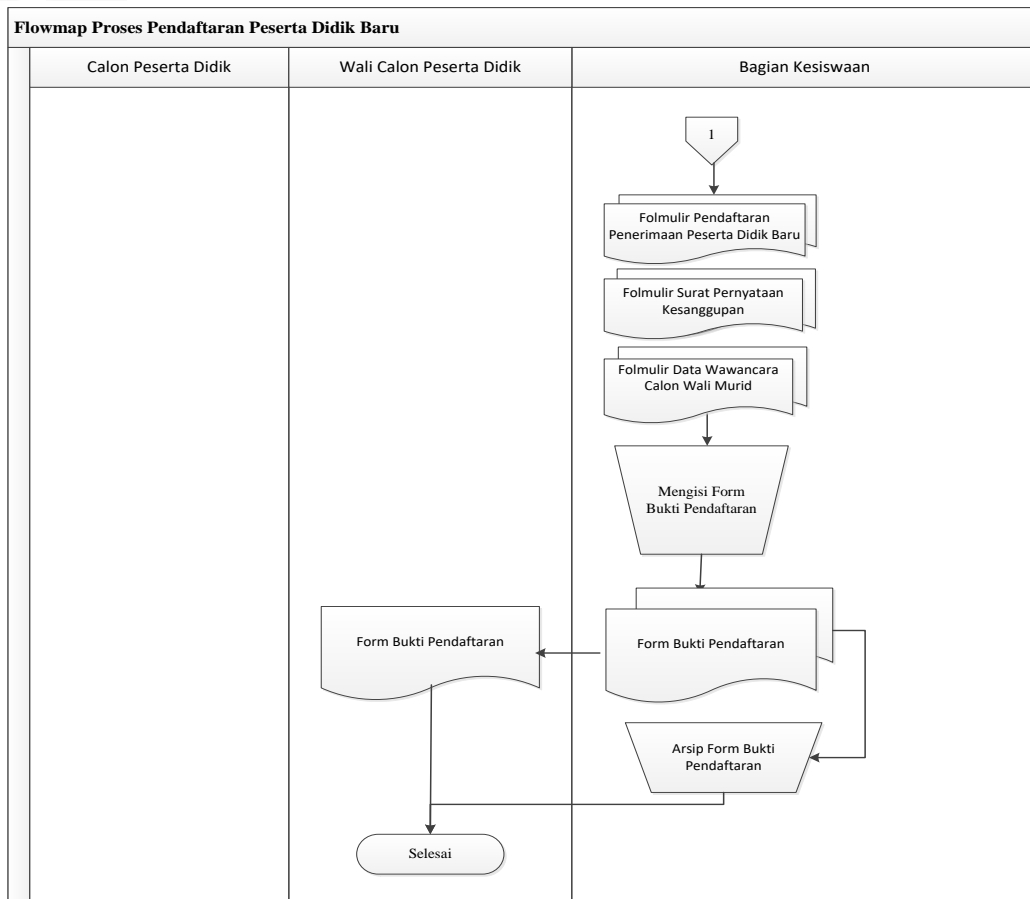 Flowmap Proses Pendaftaran Peserta Didik Baru
Calon Peserta Didik
Wali Calon Peserta Didik
Bagian Kesiswaan
1
Folmulir Pendaftaran
Penerimaan Peserta Didik Baru
Folmulir Surat Pernyataan
Kesanggupan
Folmulir Data Wawancara
Calon Wali Murid
Mengisi Form
Bukti Pendaftaran
Form Bukti Pendaftaran
Form Bukti Pendaftaran
Arsip Form Bukti
Pendaftaran
Selesai